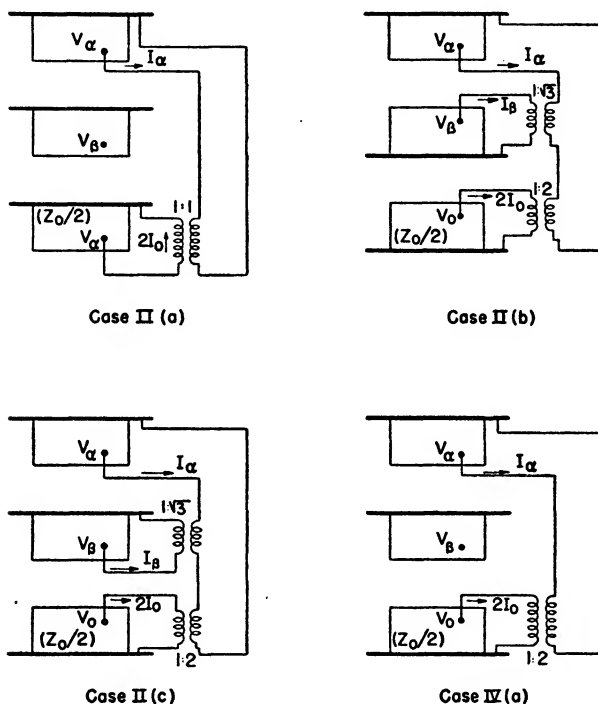 Vα
Iα
Vβ
(Z₀/2)
1:1
Vα
2I₀
Case II (a)
Vα
Iα
1:√3
Iβ
Vβ
1:2
V₀
2I₀
(Z₀/2)
Case II (b)
Vα
Iα
1:√3
Vβ
Iβ
2I₀
V₀
(Z₀/2)
1:2
Case II (c)
Vα
Iα
Vβ
2I₀
V₀
(Z₀/2)
1:2
Case IV (a)